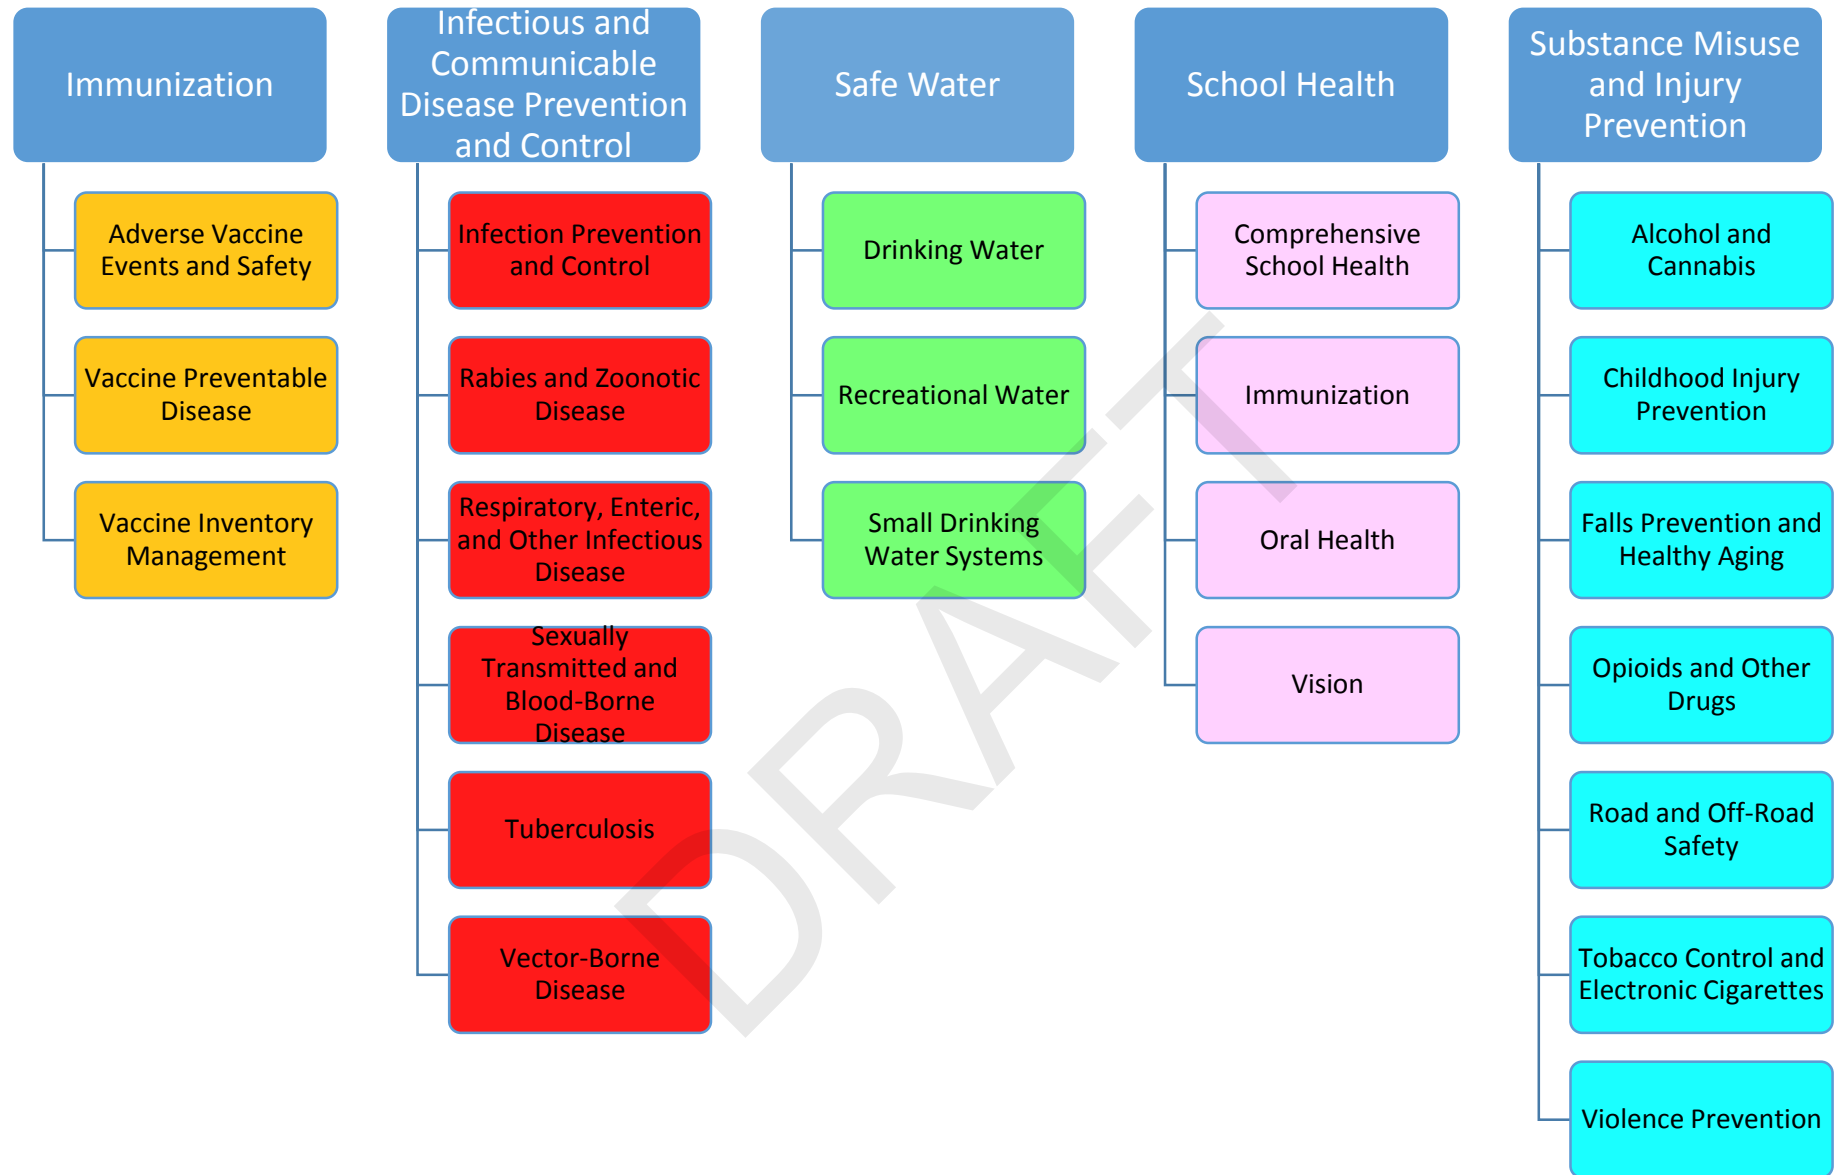 Immunization
Adverse Vaccine
Events and Safety
Vaccine Preventable
Disease
Vaccine Inventory
Management
Infectious and
Communicable
Disease Prevention
and Control
Infection Prevention
and Control
Rabies and Zoonotic
Disease
Respiratory, Enteric,
and Other Infectious
Disease
Sexually
Transmitted and
Blood-Borne
Disease
Tuberculosis
Vector-Borne
Disease
Safe Water
Drinking Water
Recreational Water
Small Drinking
Water Systems
School Health
Comprehensive
School Health
Immunization
Oral Health
Vision
Substance Misuse
and Injury
Prevention
Alcohol and
Cannabis
Childhood Injury
Prevention
Falls Prevention and
Healthy Aging
Opioids and Other
Drugs
Road and Off-Road
Safety
Tobacco Control and
Electronic Cigarettes
Violence Prevention
DRAFT